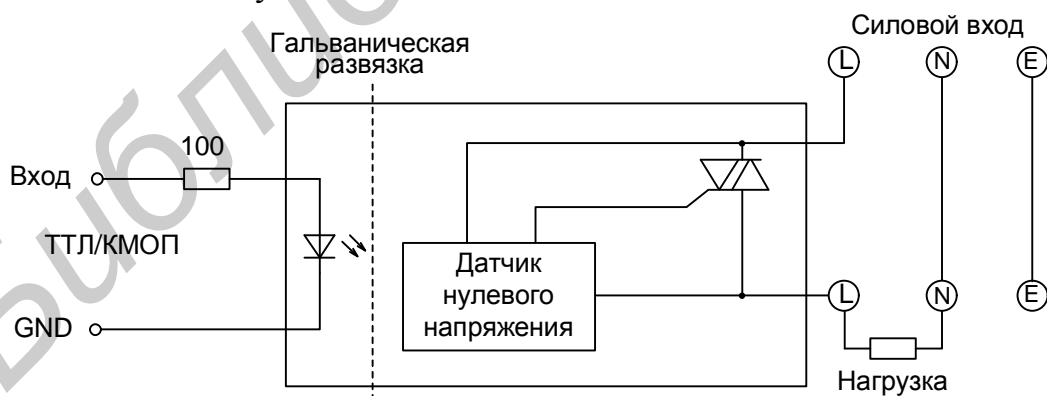 Силовой вход
Гальваническая
развязка
L N E
100
Вход
ТТЛ/КМОП
GND
Датчик
нулевого
напряжения
L N E
Нагрузка